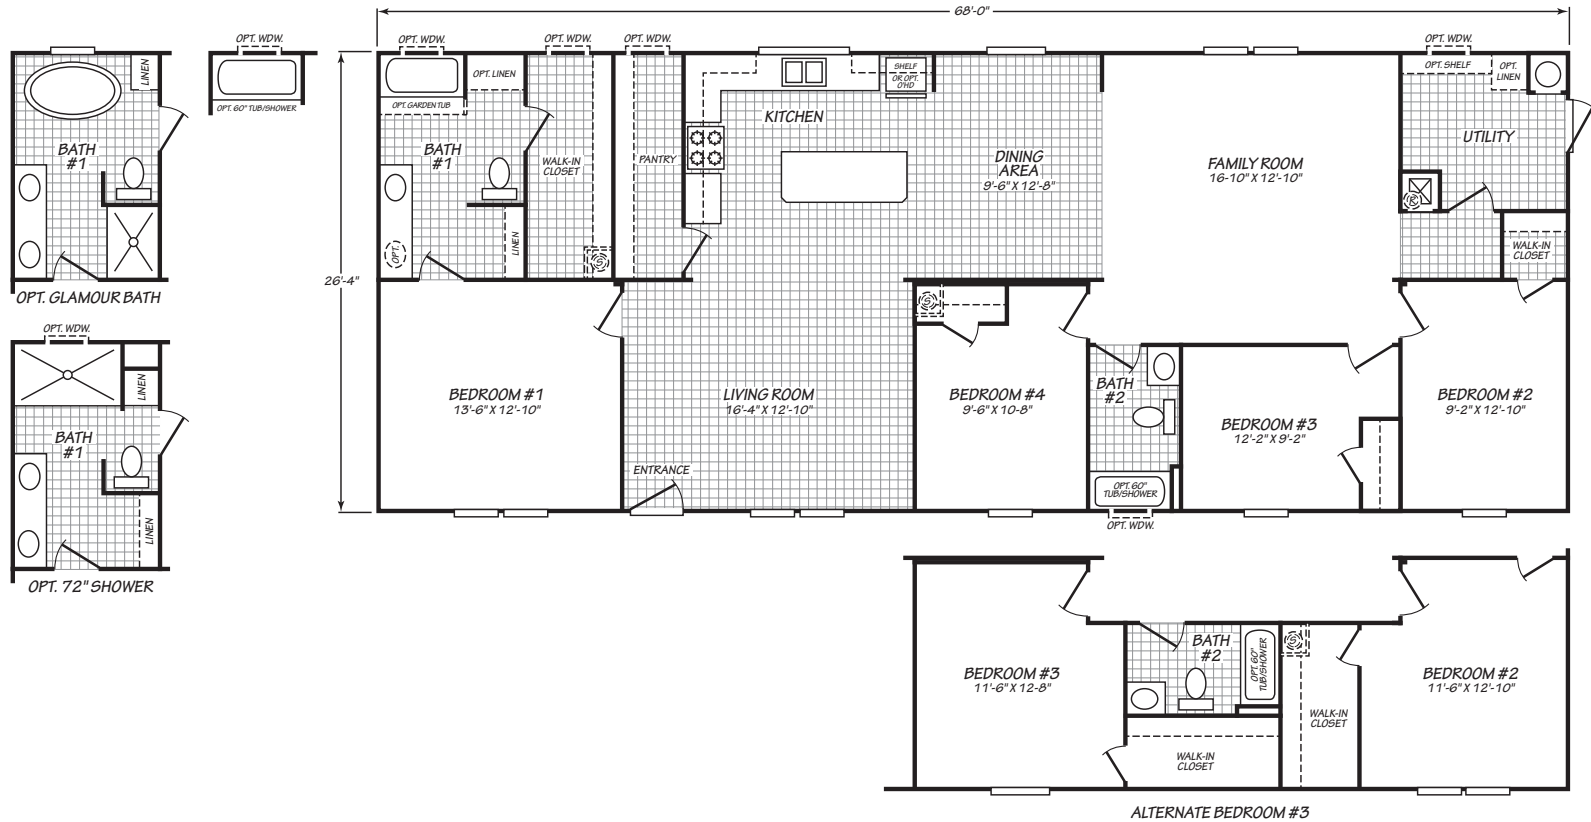 68'-0"
OPT. WDW.
OPT. WDW.
OPT. WDW.
OPT. WDW.
OPT. WDW.
LINEN
OPT. 60" TUB/SHOWER
BATH
#1
OPT. GLAMOUR BATH
OPT. WDW.
LINEN
BATH
#1
LINEN
OPT. 72" SHOWER
26'-4"
OPT. LINEN
OPT. GARDEN TUB
BATH
#1
OPT.
LINEN
WALK-IN
CLOSET
S
PANTRY
KITCHEN
SHELF
OR OPT.
O'HD
DINING
AREA
9'-6" X 12'-8"
FAMILY ROOM
16-10" X 12'-10"
OPT. SHELF
OPT.
LINEN
UTILITY
R
WALK-IN
CLOSET
BEDROOM #1
13'-6" X 12'-10"
LIVING ROOM
16'-4" X 12'-10"
ENTRANCE
S
BEDROOM #4
9'-6" X 10-8"
BATH
#2
OPT. 60"
TUB/SHOWER
OPT. WDW.
BEDROOM #3
12'-2" X 9'-2"
BEDROOM #2
9'-2" X 12'-10"
BEDROOM #3
11'-6" X 12-8"
BATH
#2
OPT. 60"
TUB/SHOWER
S
WALK-IN
CLOSET
WALK-IN
CLOSET
BEDROOM #2
11'-6" X 12'-10"
ALTERNATE BEDROOM #3